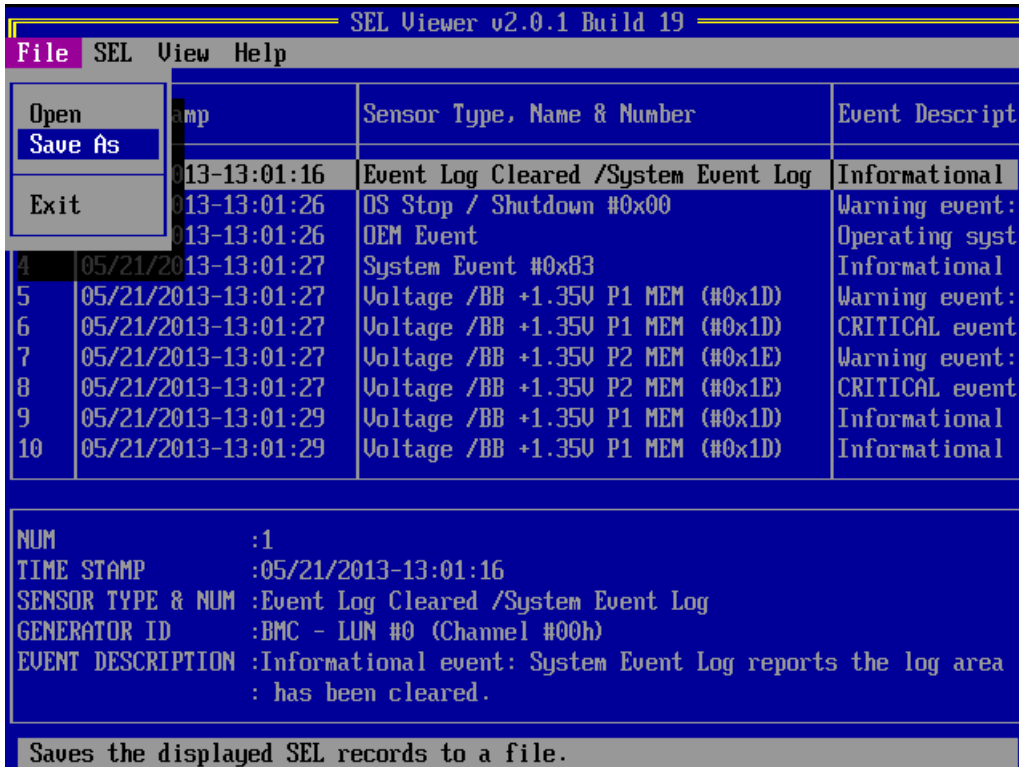 SEL Viewer v2.0.1 Build 19
File SEL View Help
Open
Save As
Exit
amp Sensor Type, Name & Number Event Descript
013-13:01:16 Event Log Cleared /System Event Log Informational
013-13:01:26 OS Stop / Shutdown #0x00 Warning event:
013-13:01:26 OEM Event Operating syst
4 05/21/2013-13:01:27 System Event #0x83 Informational
5 05/21/2013-13:01:27 Voltage /BB +1.35V P1 MEM (#0x1D) Warning event:
6 05/21/2013-13:01:27 Voltage /BB +1.35V P1 MEM (#0x1D) CRITICAL event
7 05/21/2013-13:01:27 Voltage /BB +1.35V P2 MEM (#0x1E) Warning event:
8 05/21/2013-13:01:27 Voltage /BB +1.35V P2 MEM (#0x1E) CRITICAL event
9 05/21/2013-13:01:29 Voltage /BB +1.35V P1 MEM (#0x1D) Informational
10 05/21/2013-13:01:29 Voltage /BB +1.35V P1 MEM (#0x1D) Informational
NUM :1
TIME STAMP :05/21/2013-13:01:16
SENSOR TYPE & NUM :Event Log Cleared /System Event Log
GENERATOR ID :BMC - LUN #0 (Channel #00h)
EVENT DESCRIPTION :Informational event: System Event Log reports the log area
: has been cleared.
Saves the displayed SEL records to a file.